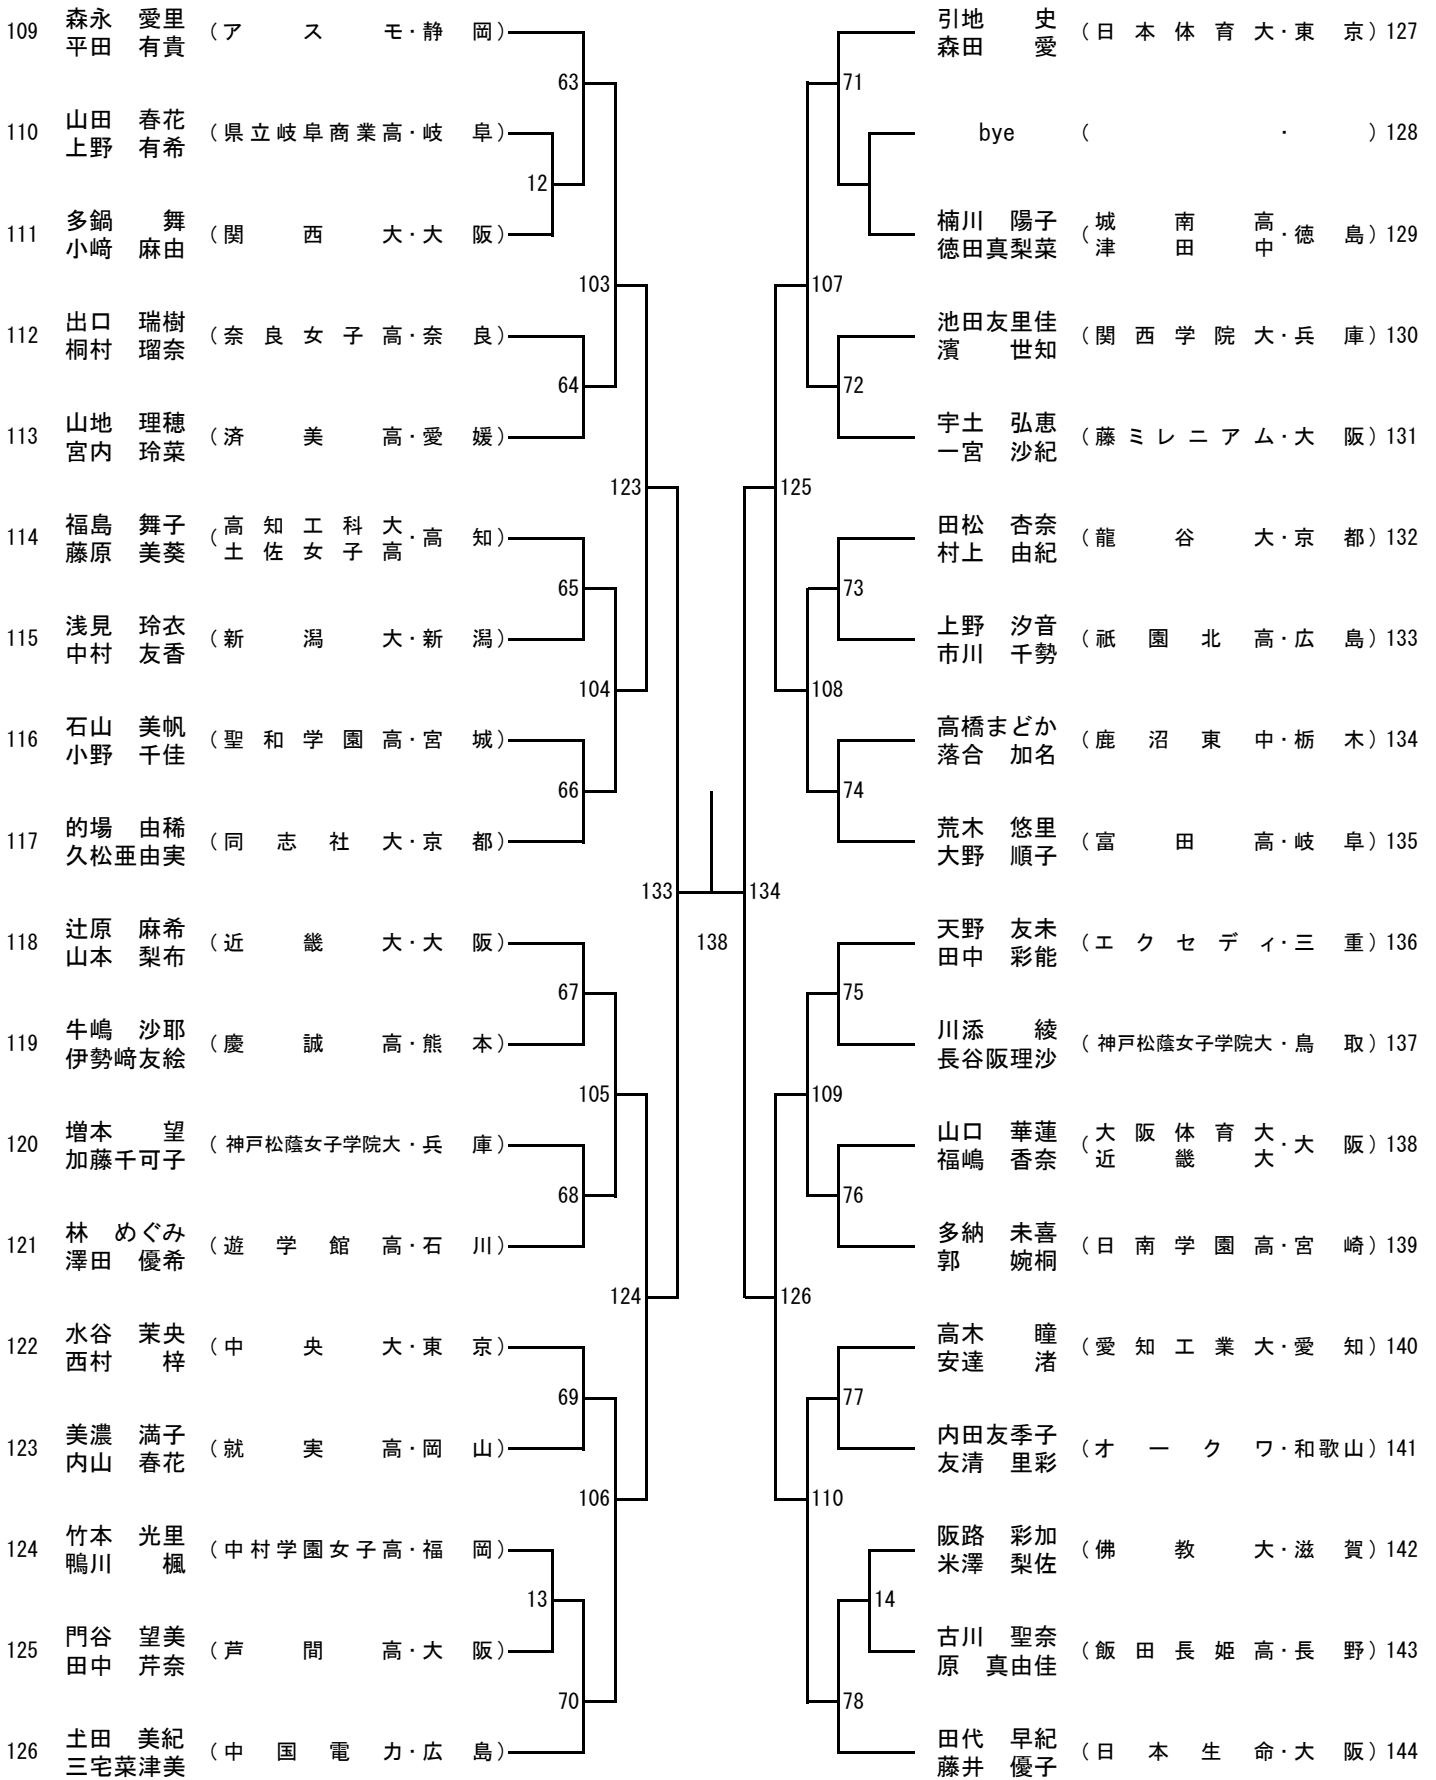 109 森永 愛里 (ア ス モ・静 岡)
平田 有貴
63
110 山田 春花 (県立岐阜商業高・岐 阜)
上野 有希
12
111 多鍋 舞 (関 西 大・大 阪)
小﨑 麻由
103
112 出口 瑞樹 (奈良女子高・奈 良)
桐村 瑠奈
64
113 山地 理穂 (済 美 高・愛 媛)
宮内 玲菜
123
114 福島 舞子 (高知工科大・高 知)
藤原 美葵 土佐女子高
65
115 浅見 玲衣 (新 潟 大・新 潟)
中村 友香
104
116 石山 美帆 (聖和学園高・宮 城)
小野 千佳
66
117 的場 由稀 (同志社大・京 都)
久松亜由実
133
118 辻原 麻希 (近 畿 大・大 阪)
山本 梨布
67
119 牛嶋 沙耶 (慶 誠 高・熊 本)
伊勢﨑友絵
105
120 増本 望 (神戸松蔭女子学院大・兵 庫)
加藤千可子
68
121 林 めぐみ (遊学館高・石 川)
澤田 優希
124
122 水谷 茉央 (中 央 大・東 京)
西村 梓
69
123 美濃 満子 (就 実 高・岡 山)
内山 春花
106
124 竹本 光里 (中村学園女子高・福 岡)
鴨川 楓
13
125 門谷 望美 (芦 間 高・大 阪)
田中 芹奈
70
126 土田 美紀 (中国電力・広 島)
三宅菜津美
138
引地 史 (日本体育大・東 京) 127
森田 愛
71
bye ( ・ ) 128
楠川 陽子 (城 南 高・徳 島) 129
徳田真梨菜 津 田 中
107
池田友里佳 (関西学院大・兵 庫) 130
濱 世知
72
宇土 弘恵 (藤ミレニアム・大 阪) 131
一宮 沙紀
125
田松 杏奈 (龍 谷 大・京 都) 132
村上 由紀
73
上野 汐音 (祇園北高・広 島) 133
市川 千勢
108
高橋まどか (鹿沼東中・栃 木) 134
落合 加名
74
荒木 悠里 (富 田 高・岐 阜) 135
大野 順子
134
天野 友未 (エクセディ・三 重) 136
田中 彩能
75
川添 綾 (神戸松蔭女子学院大・鳥 取) 137
長谷阪理沙
109
山口 華蓮 (大阪体育大・大 阪) 138
福嶋 香奈 近 畿 大
76
多納 未喜 (日南学園高・宮 崎) 139
郭 婉桐
126
高木 瞳 (愛知工業大・愛 知) 140
安達 渚
77
内田友季子 (オークワ・和歌山) 141
友清 里彩
110
阪路 彩加 (佛 教 大・滋 賀) 142
米澤 梨佐
14
古川 聖奈 (飯田長姫高・長 野) 143
原 真由佳
78
田代 早紀 (日本生命・大 阪) 144
藤井 優子